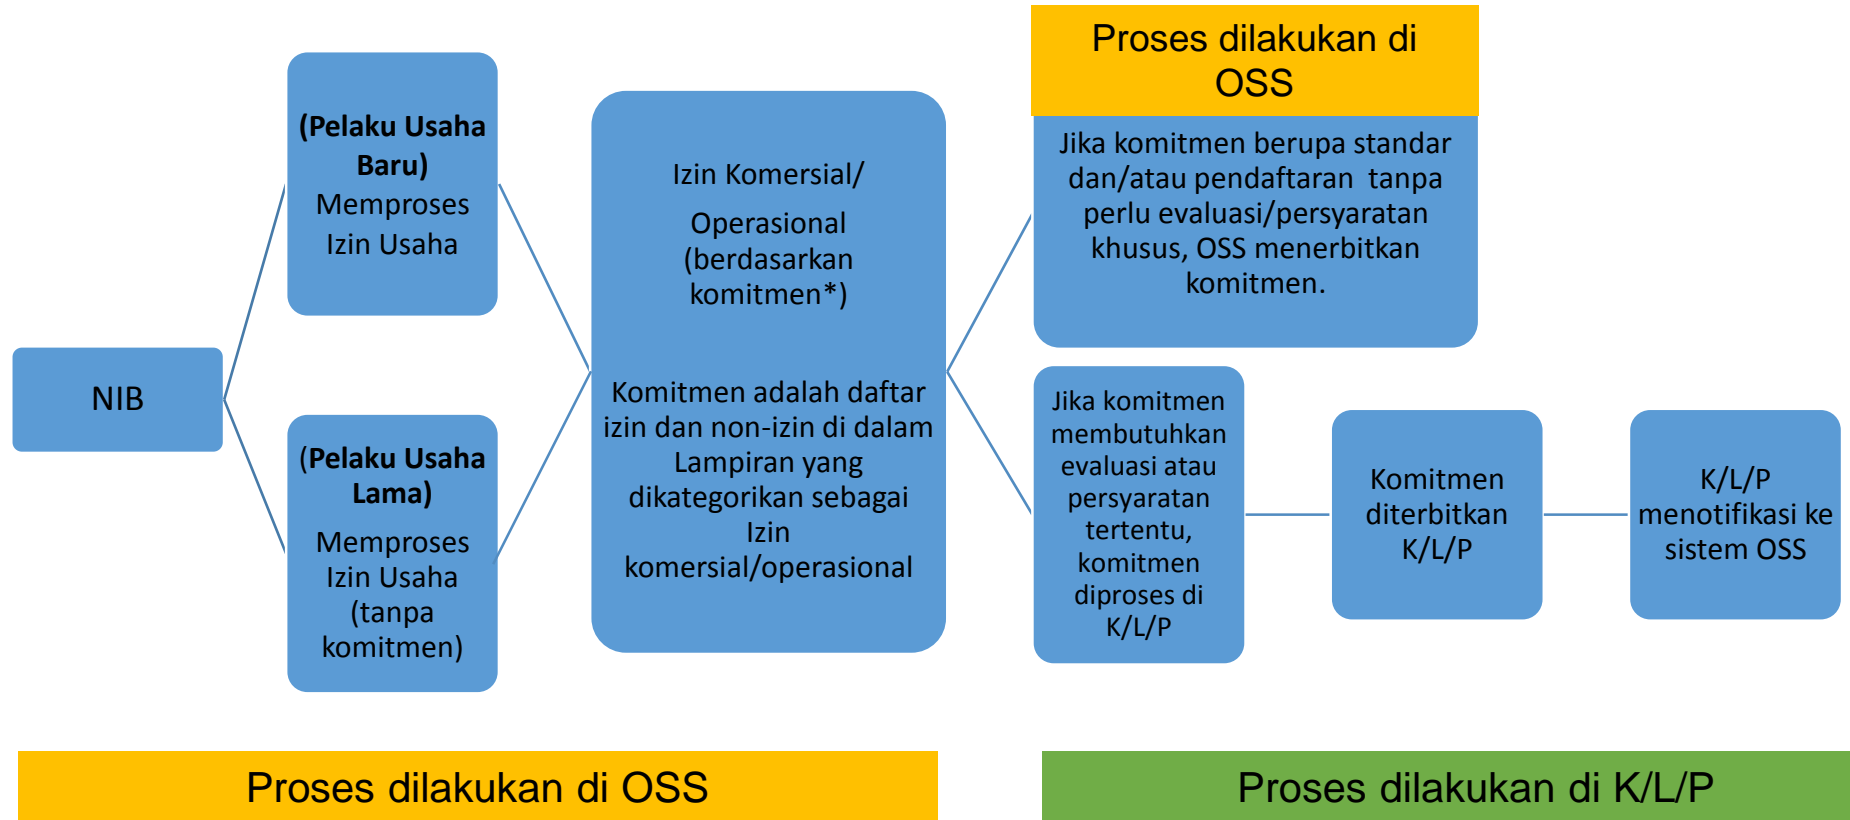 NIB
(Pelaku Usaha
Baru)
Memproses
Izin Usaha
(Pelaku Usaha
Lama)
Memproses
Izin Usaha
(tanpa
komitmen)
Izin Komersial/
Operasional
(berdasarkan
komitmen*)
Komitmen adalah daftar
izin dan non-izin di dalam
Lampiran yang
dikategorikan sebagai
Izin
komersial/operasional
Proses dilakukan di
OSS
Jika komitmen berupa standar
dan/atau pendaftaran  tanpa
perlu evaluasi/persyaratan
khusus, OSS menerbitkan
komitmen.
Jika komitmen
membutuhkan
evaluasi atau
persyaratan
tertentu,
komitmen
diproses di
K/L/P
Komitmen
diterbitkan
K/L/P
K/L/P
menotifikasi ke
sistem OSS
Proses dilakukan di OSS
Proses dilakukan di K/L/P